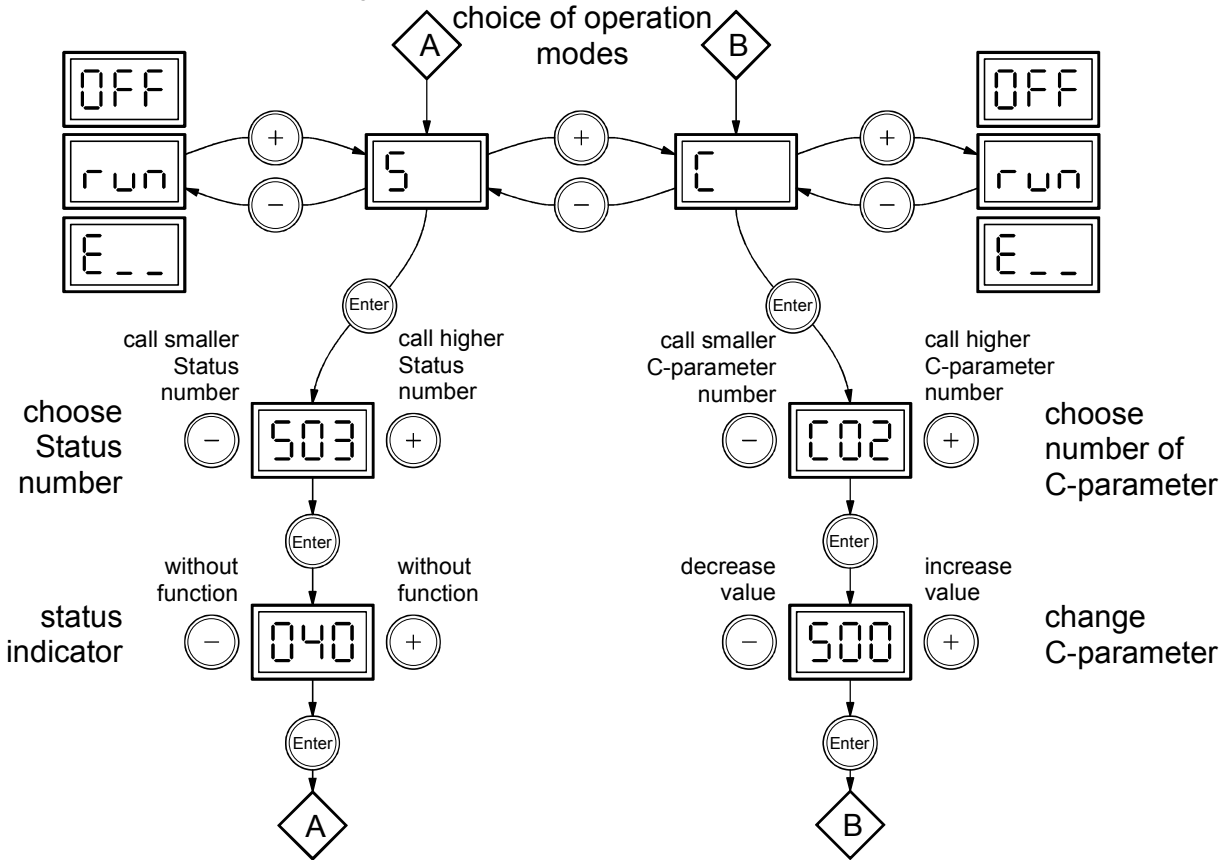 choice of operation
modes
A
B
OFF
run
E__
+
−
S
+
−
C
+
−
OFF
run
E__
Enter
Enter
call smaller
Status
number
call higher
Status
number
call smaller
C-parameter
number
call higher
C-parameter
number
choose
Status
number
−
S03
+
−
C02
+
choose
number of
C-parameter
Enter
Enter
without
function
without
function
decrease
value
increase
value
status
indicator
−
040
+
−
500
+
change
C-parameter
Enter
Enter
A
B